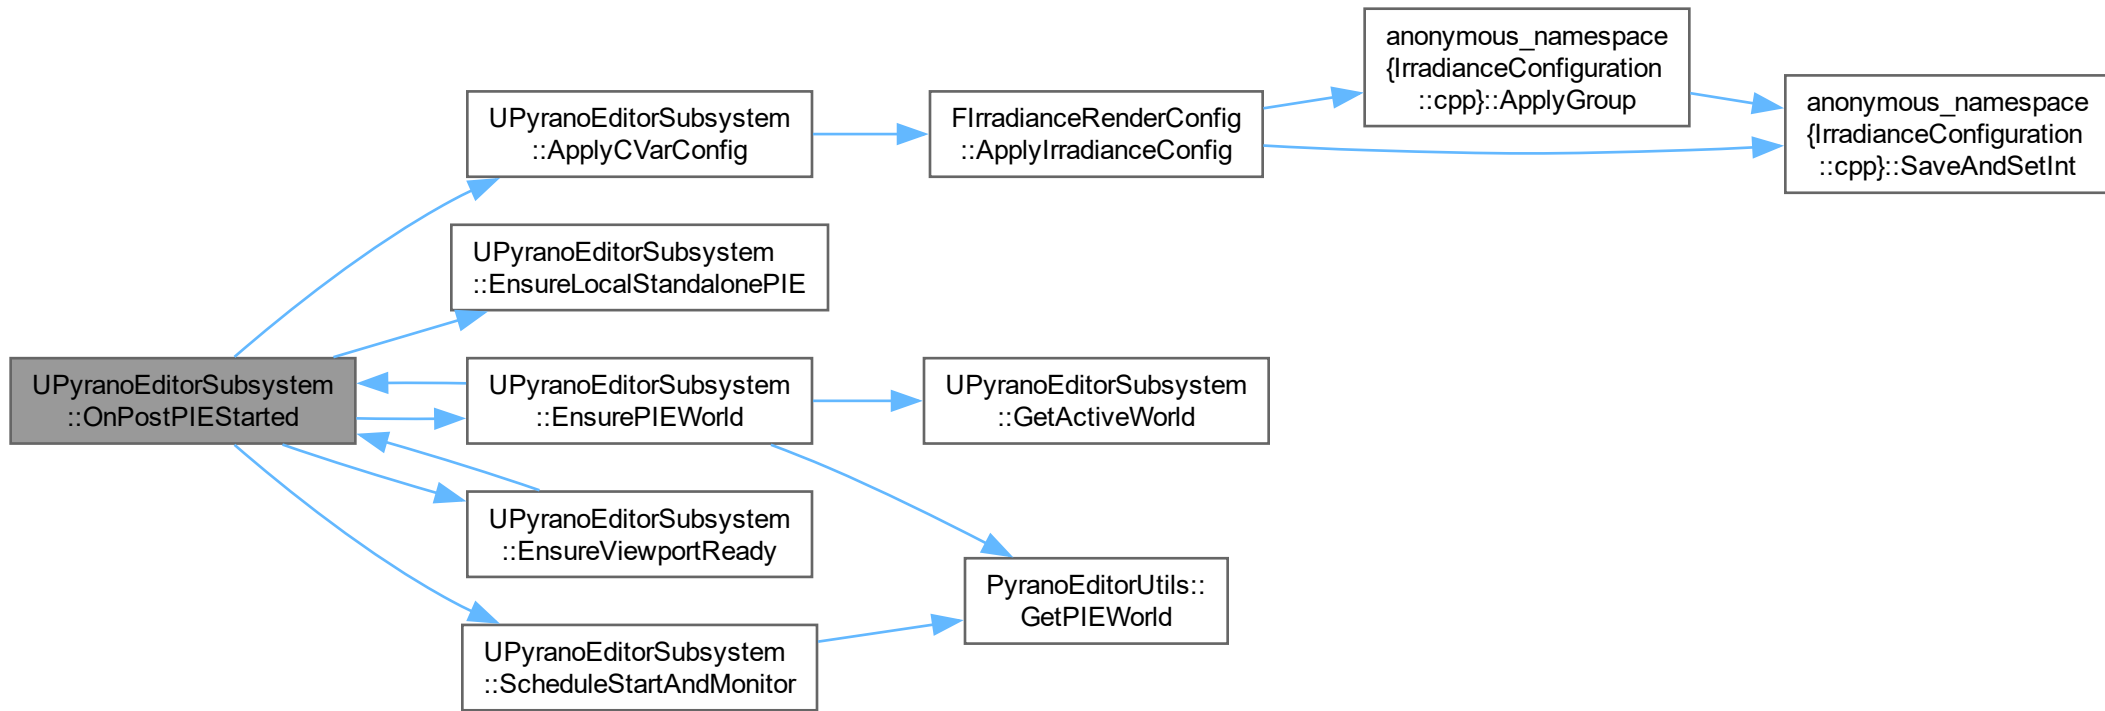 UPyranoEditorSubsystem
::OnPostPIEStarted
UPyranoEditorSubsystem
::ApplyCVarConfig
UPyranoEditorSubsystem
::EnsureLocalStandalonePIE
UPyranoEditorSubsystem
::EnsurePIEWorld
UPyranoEditorSubsystem
::EnsureViewportReady
UPyranoEditorSubsystem
::ScheduleStartAndMonitor
FIrradianceRenderConfig
::ApplyIrradianceConfig
UPyranoEditorSubsystem
::GetActiveWorld
PyranoEditorUtils::
GetPIEWorld
anonymous_namespace
{IrradianceConfiguration
::cpp}::ApplyGroup
anonymous_namespace
{IrradianceConfiguration
::cpp}::SaveAndSetInt